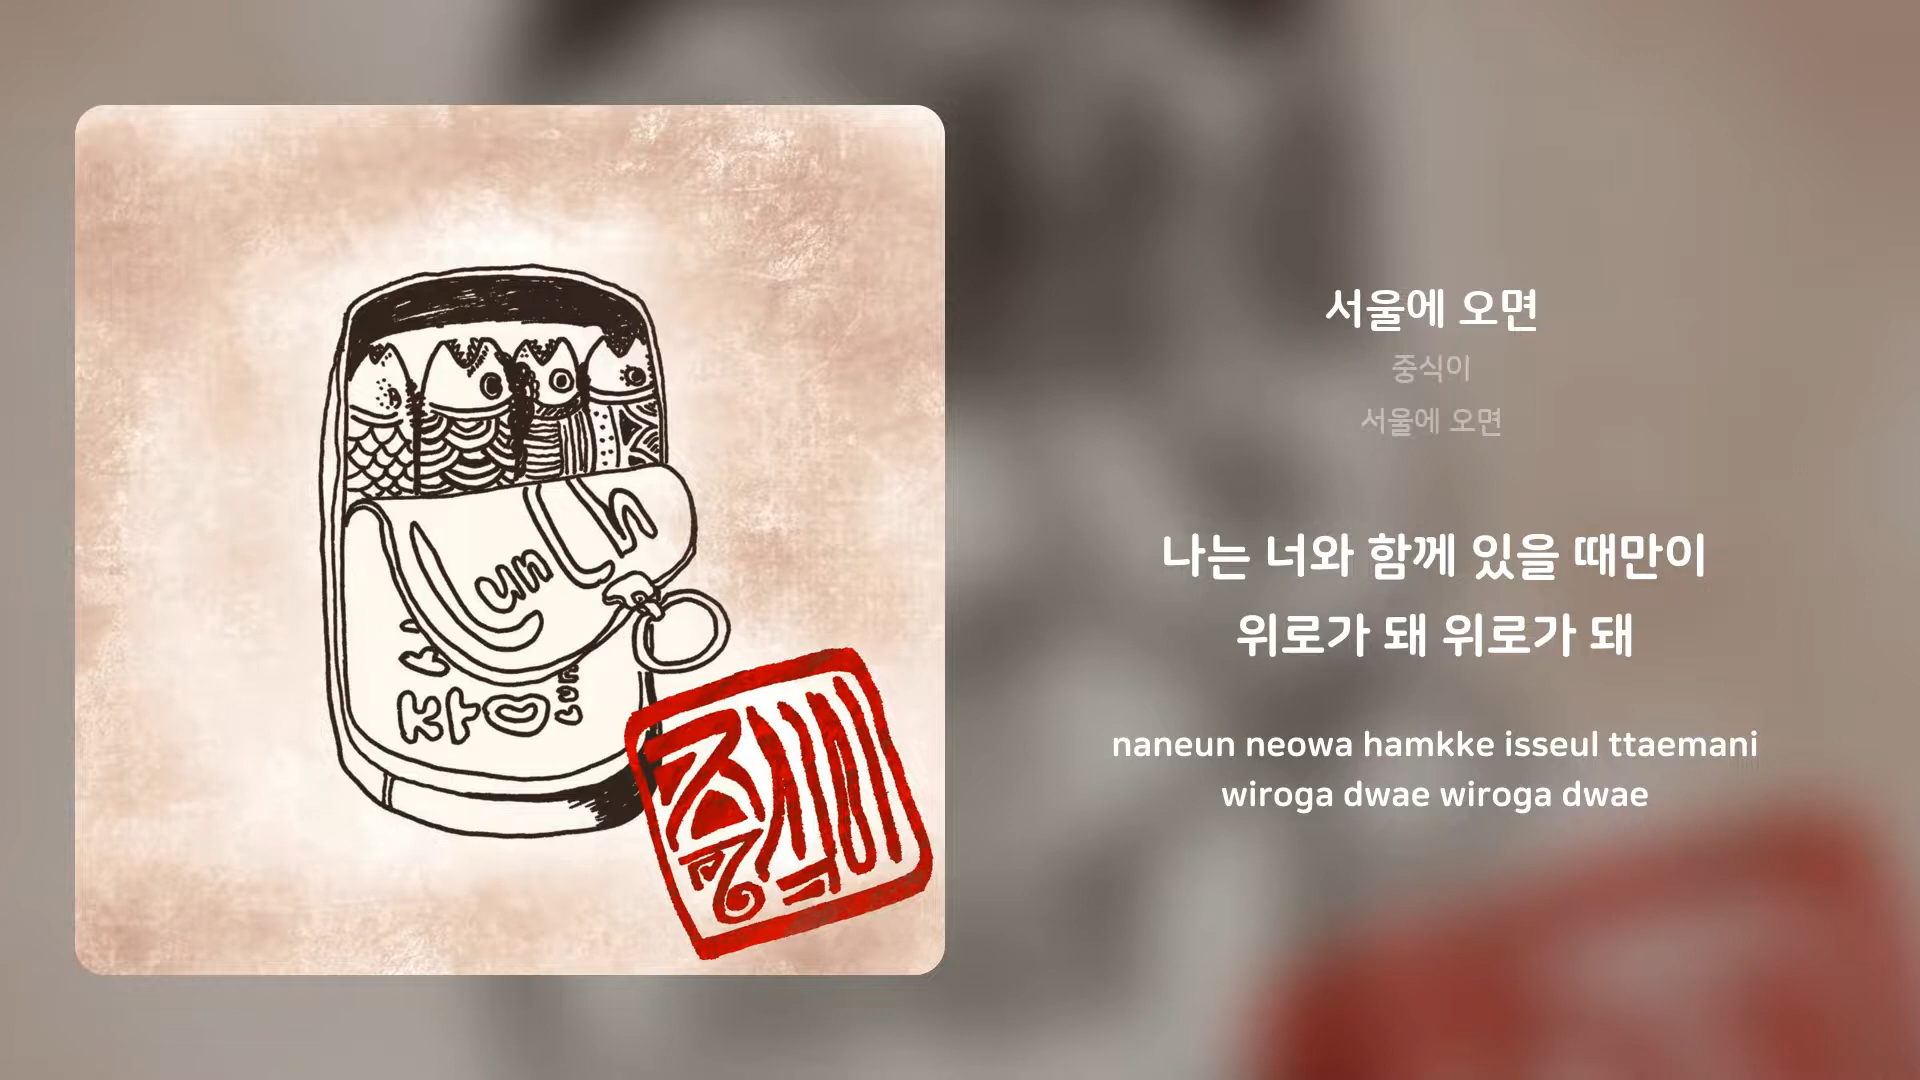 서울에 오면
중식이
서울에 오면
나는 너와 함께 있을 때만이
위로가 돼 위로가 돼
naneun neowa hamkke isseul ttaemani
wiroga dwae wiroga dwae
Lunch
중식이